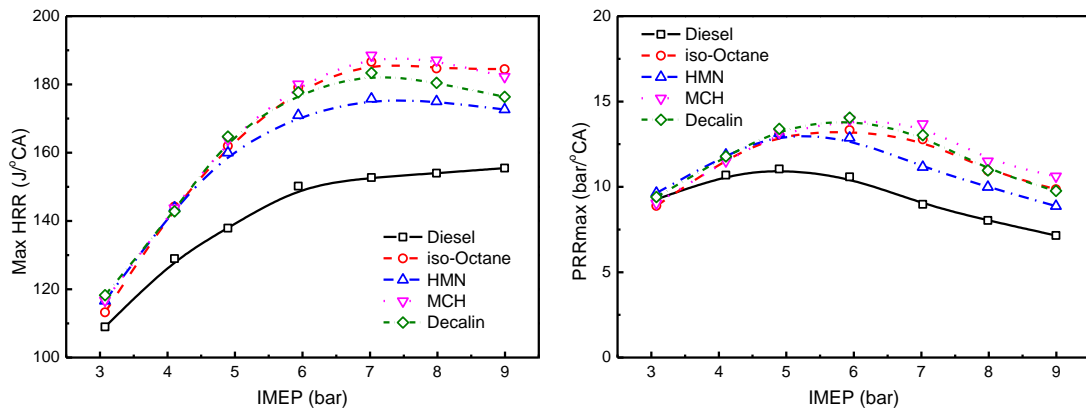 200
180
160
140
120
100
Max HRR (J/°CA)
3 4 5 6 7 8 9
IMEP (bar)
Diesel
iso-Octane
HMN
MCH
Decalin
20
15
10
5
0
PRRmax (bar/°CA)
3 4 5 6 7 8 9
IMEP (bar)
Diesel
iso-Octane
HMN
MCH
Decalin